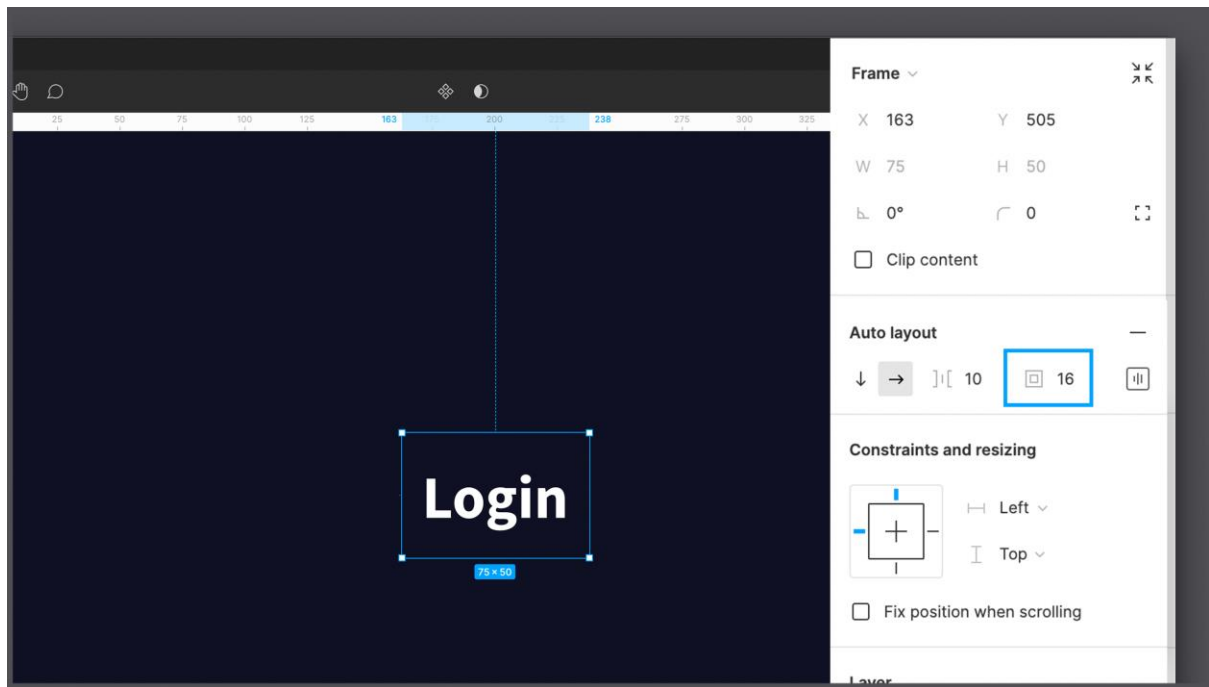 Frame
25 50 75 100 125 163 200 238 275 300 325
X 163 Y 505
W 75 H 50
0° 0
Clip content
Auto layout
10 16
Constraints and resizing
Left
Top
Login
75 × 50
Fix position when scrolling
Layer